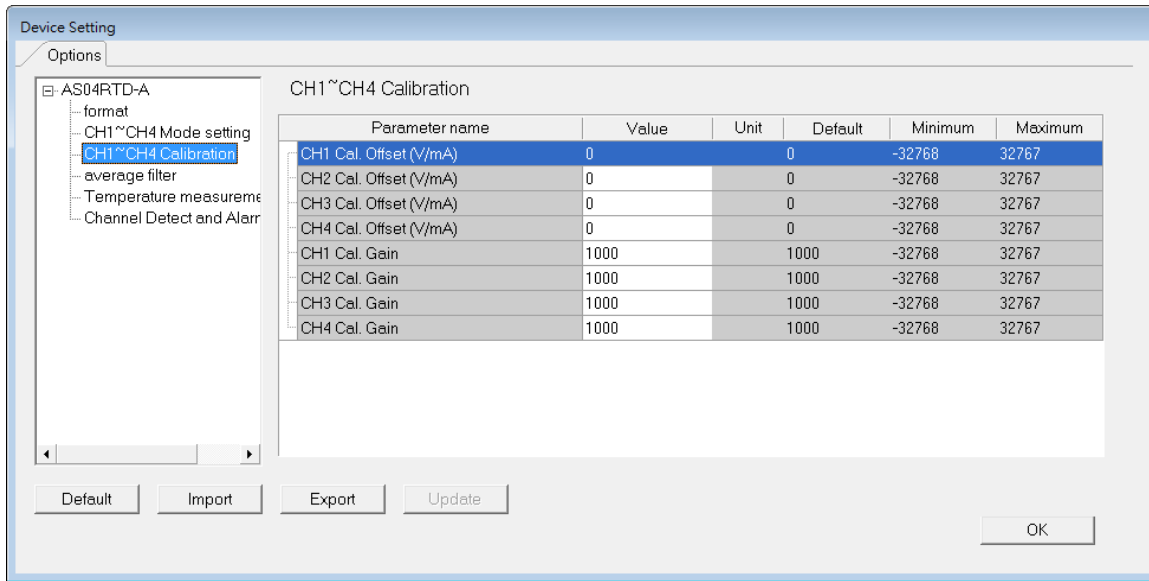 Device Setting
Options
AS04RTD-A
format
CH1~CH4 Mode setting
CH1~CH4 Calibration
average filter
Temperature measureme
Channel Detect and Alarr
CH1~CH4 Calibration
Parameter name Value Unit Default Minimum Maximum
CH1 Cal. Offset (V/mA) 0 0 -32768 32767
CH2 Cal. Offset (V/mA) 0 0 -32768 32767
CH3 Cal. Offset (V/mA) 0 0 -32768 32767
CH4 Cal. Offset (V/mA) 0 0 -32768 32767
CH1 Cal. Gain 1000 1000 -32768 32767
CH2 Cal. Gain 1000 1000 -32768 32767
CH3 Cal. Gain 1000 1000 -32768 32767
CH4 Cal. Gain 1000 1000 -32768 32767
Default Import Export Update
OK